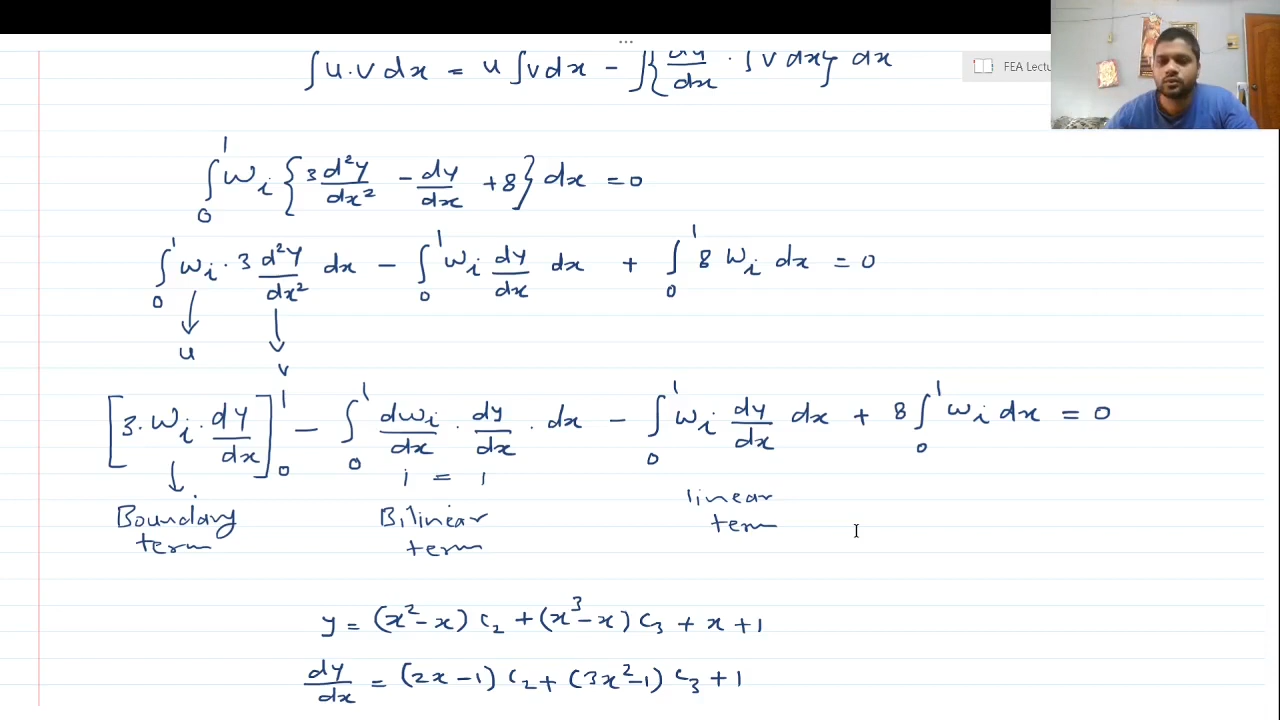 ∫ u·v dx = u ∫v dx − ∫{ du/dx · ∫ v dx} dx
FEA Lectu
∫₀¹ wᵢ { 3 d²y/dx² − dy/dx + 8 } dx = 0
∫₀¹ wᵢ · 3 d²y/dx² dx − ∫₀¹ wᵢ dy/dx dx + ∫₀¹ 8 wᵢ dx = 0
u
v
[ 3 · wᵢ · dy/dx ]₀¹ − ∫₀¹ dwᵢ/dx · dy/dx · dx − ∫₀¹ wᵢ dy/dx dx + 8 ∫₀¹ wᵢ dx = 0
1 = 1
Boundary term
Bilinear term
linear term
y = (x² − x) c₂ + (x³ − x) c₃ + x + 1
dy/dx = (2x − 1) c₂ + (3x² − 1) c₃ + 1